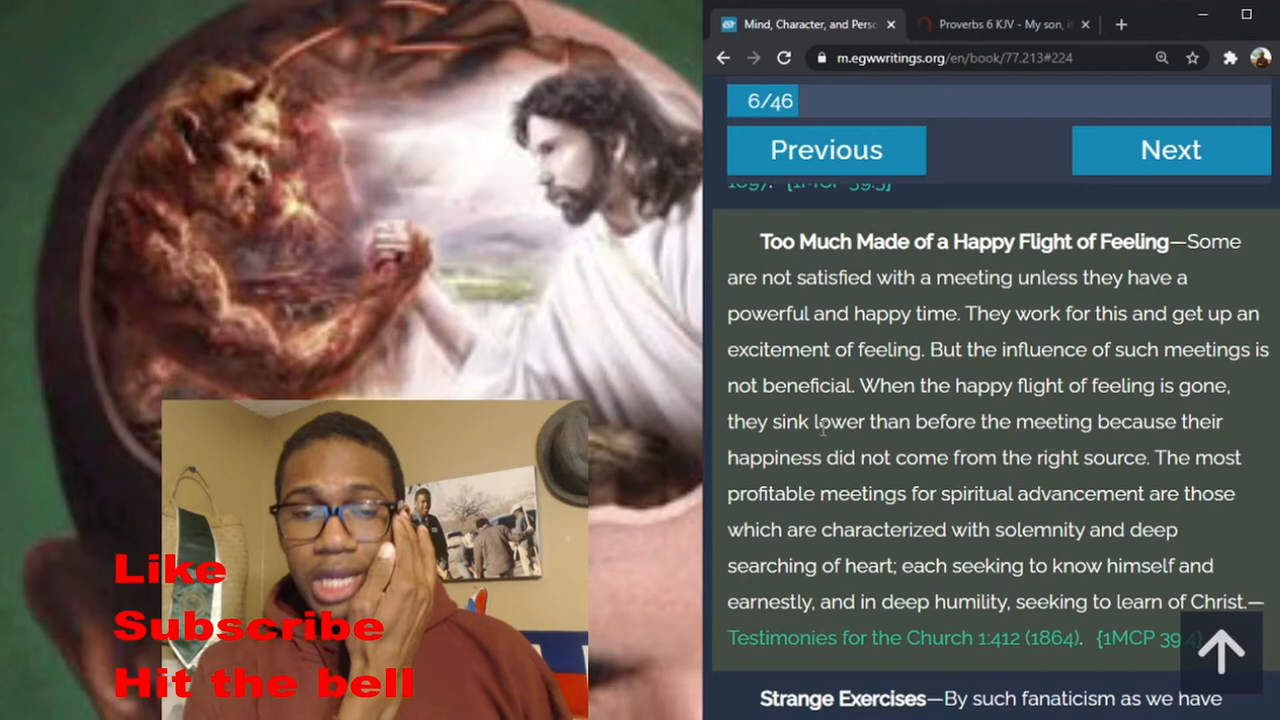 Mind, Character, and Perso
Proverbs 6 KJV - My son, i
m.egwwritings.org/en/book/77.213#224
6/46
Previous
Next
Too Much Made of a Happy Flight of Feeling—Some
are not satisfied with a meeting unless they have a
powerful and happy time. They work for this and get up an
excitement of feeling. But the influence of such meetings is
not beneficial. When the happy flight of feeling is gone,
they sink lower than before the meeting because their
happiness did not come from the right source. The most
profitable meetings for spiritual advancement are those
which are characterized with solemnity and deep
searching of heart; each seeking to know himself and
earnestly, and in deep humility, seeking to learn of Christ.—
Testimonies for the Church 1:412 (1864). {1MCP 39.4}
Strange Exercises—By such fanaticism as we have
Like
Subscribe
Hit the bell